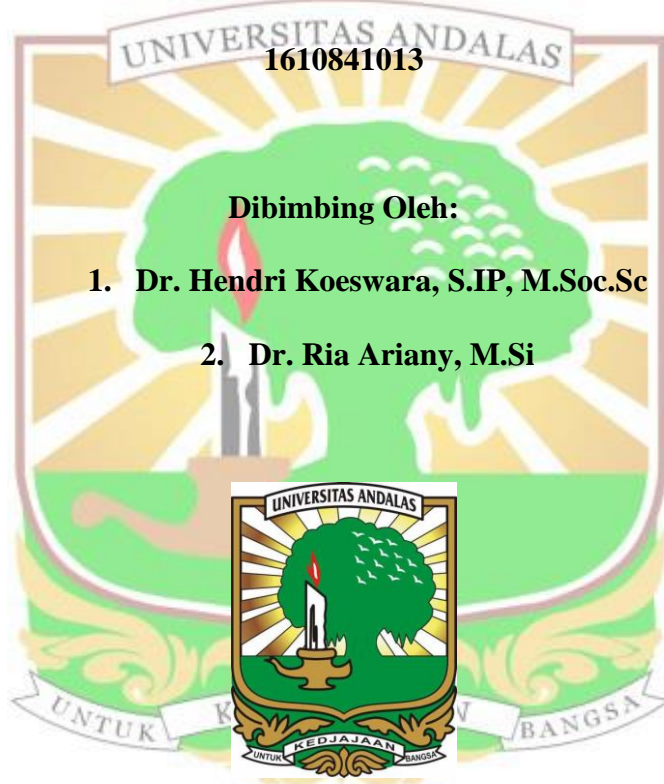 UNIVERSITAS ANDALAS
1610841013
Dibimbing Oleh:
1. Dr. Hendri Koeswara, S.IP, M.Soc.Sc
2. Dr. Ria Ariany, M.Si
UNIVERSITAS ANDALAS
UNTUK KEDJAJAAN BANGSA
UNTUK K N BANGSA